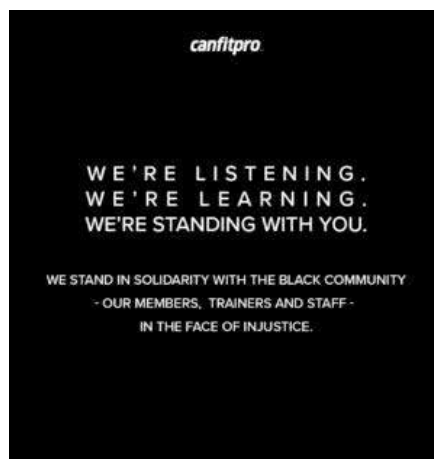 canfitpro
WE'RE LISTENING.
WE'RE LEARNING.
WE'RE STANDING WITH YOU.
WE STAND IN SOLIDARITY WITH THE BLACK COMMUNITY
- OUR MEMBERS, TRAINERS AND STAFF -
IN THE FACE OF INJUSTICE.